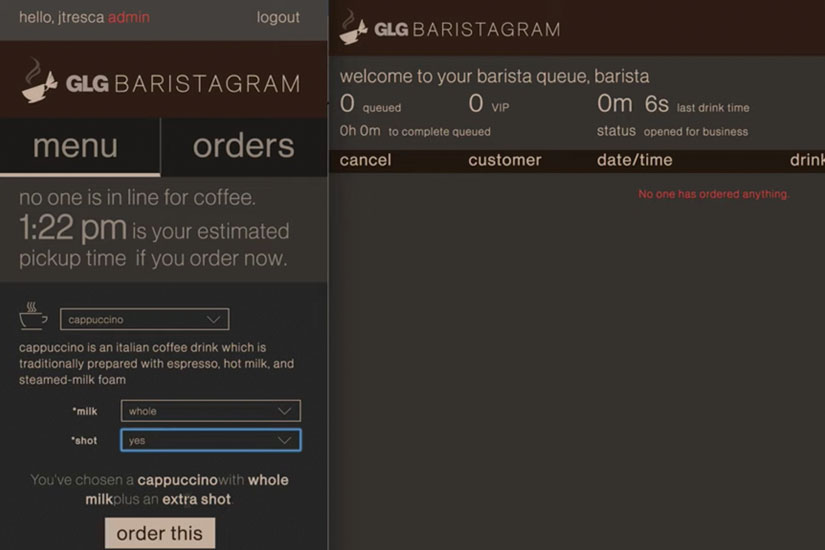 hello, jtresca admin
logout
GLG BARISTAGRAM
menu
orders
no one is in line for coffee.
1:22 pm is your estimated
pickup time if you order now.
cappuccino
cappuccino is an italian coffee drink which is
traditionally prepared with espresso, hot milk, and
steamed-milk foam
*milk
whole
*shot
yes
You've chosen a cappuccinowith whole
milkplus an extra shot.
order this
GLG BARISTAGRAM
welcome to your barista queue, barista
0 queued
0 VIP
0m 6s last drink time
0h 0m to complete queued
status opened for business
cancel
customer
date/time
drink
No one has ordered anything.